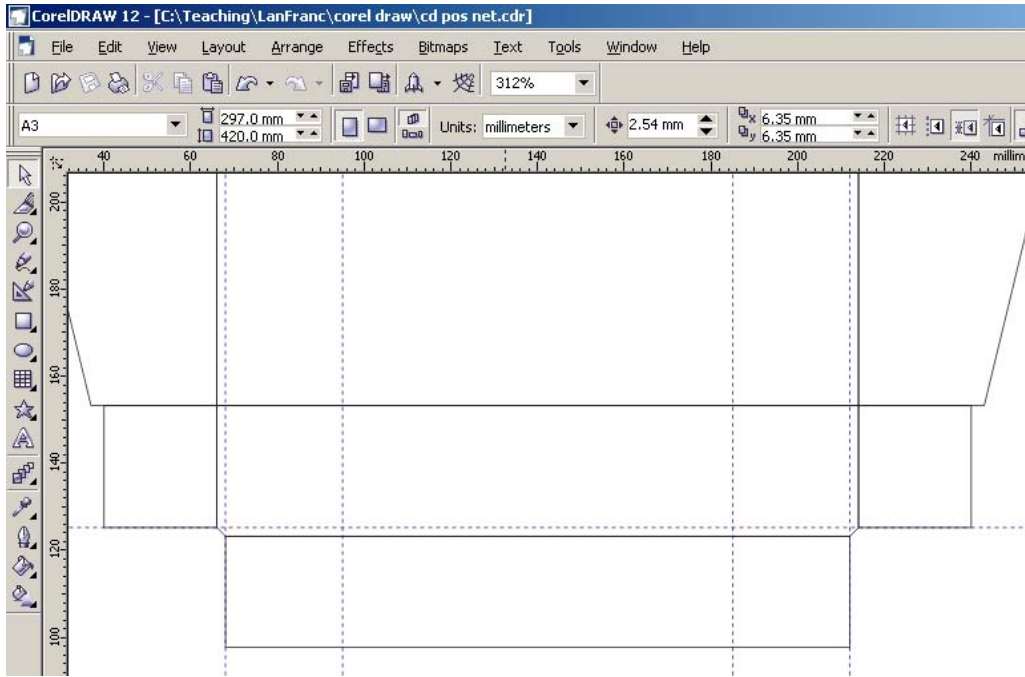 CorelDRAW 12 - [C:\Teaching\LanFranc\corel draw\cd pos net.cdr]
File Edit View Layout Arrange Effects Bitmaps Text Tools Window Help
312%
A3 297.0 mm 420.0 mm Units: millimeters 2.54 mm 6.35 mm 6.35 mm
40 60 80 100 120 140 160 180 200 220 240 millim
200
180
160
140
120
100